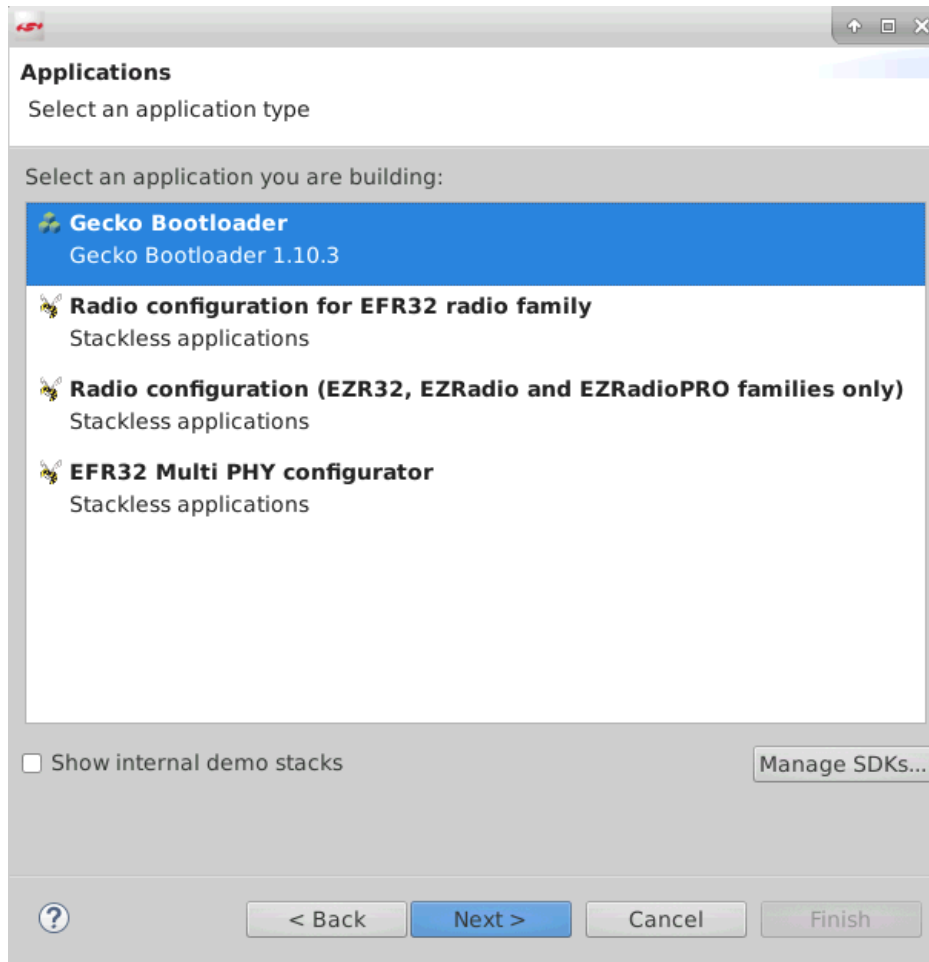 Applications
Select an application type
Select an application you are building:
Gecko Bootloader
Gecko Bootloader 1.10.3
Radio configuration for EFR32 radio family
Stackless applications
Radio configuration (EZR32, EZRadio and EZRadioPRO families only)
Stackless applications
EFR32 Multi PHY configurator
Stackless applications
Show internal demo stacks
Manage SDKs...
? < Back Next > Cancel Finish